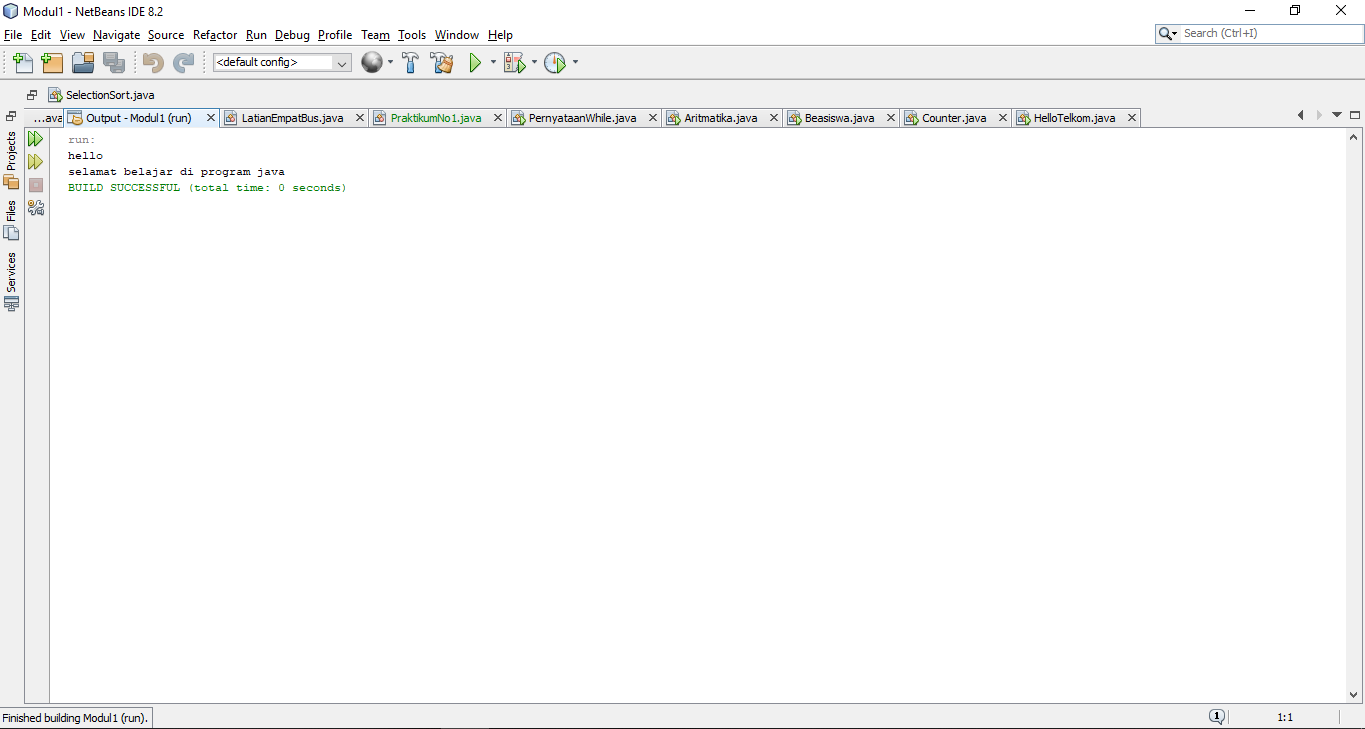 Modul1 - NetBeans IDE 8.2
File Edit View Navigate Source Refactor Run Debug Profile Team Tools Window Help
Search (Ctrl+I)
<default config>
SelectionSort.java
...ava Output - Modul1 (run) LatianEmpatBus.java PraktikumNo1.java PernyataanWhile.java Aritmatika.java Beasiswa.java Counter.java HelloTelkom.java
Projects
Files
Services
run:
hello
selamat belajar di program java
BUILD SUCCESSFUL (total time: 0 seconds)
Finished building Modul1 (run).
1
1:1